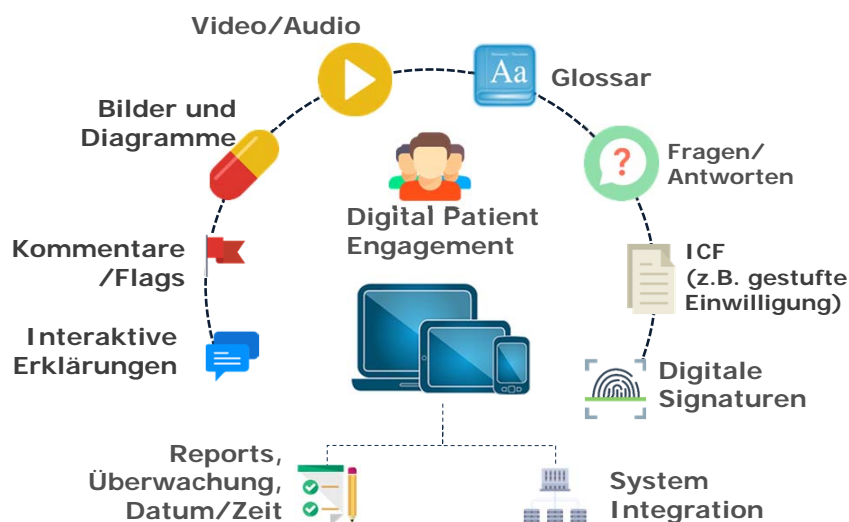 Video/Audio
Aa
Glossar
Bilder und
Diagramme
?
Fragen/
Antworten
Digital Patient
Engagement
Kommentare
/Flags
ICF
(z.B. gestufte
Einwilligung)
Interaktive
Erklärungen
Digitale
Signaturen
Reports,
Überwachung,
Datum/Zeit
System
Integration